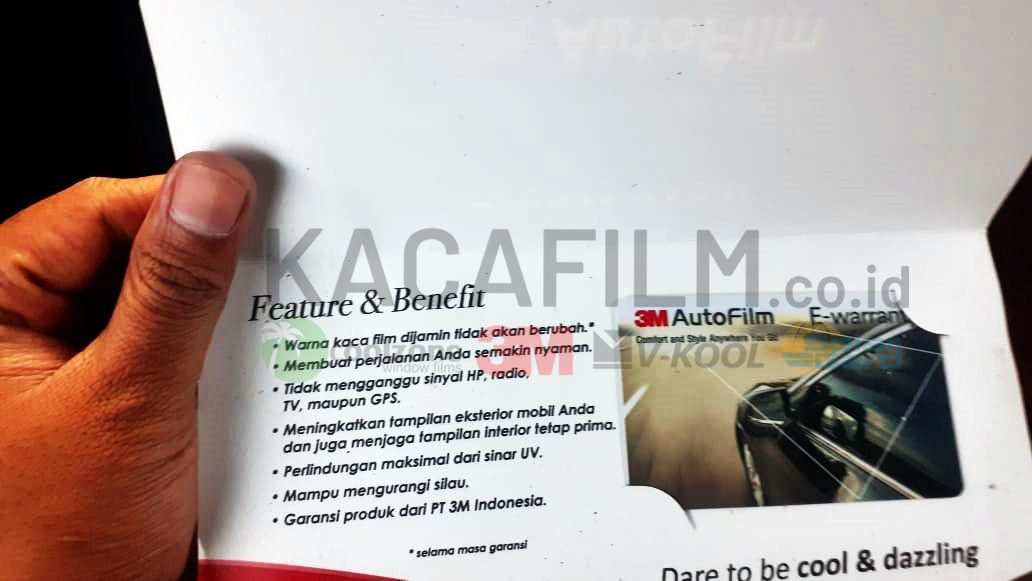 AutoFilm
KACAFILM.co.id
Feature & Benefit
• Warna kaca film dijamin tidak akan berubah.*
• Membuat perjalanan Anda semakin nyaman.
• Tidak mengganggu sinyal HP, radio,
TV, maupun GPS.
• Meningkatkan tampilan eksterior mobil Anda
dan juga menjaga tampilan interior tetap prima.
• Perlindungan maksimal dari sinar UV.
• Mampu mengurangi silau.
• Garansi produk dari PT 3M Indonesia.
* selama masa garansi
3M AutoFilm E-warran
Comfort and Style Anywhere You Go
coolzone
window films
3M
V-KOOL
Dare to be cool & dazzling